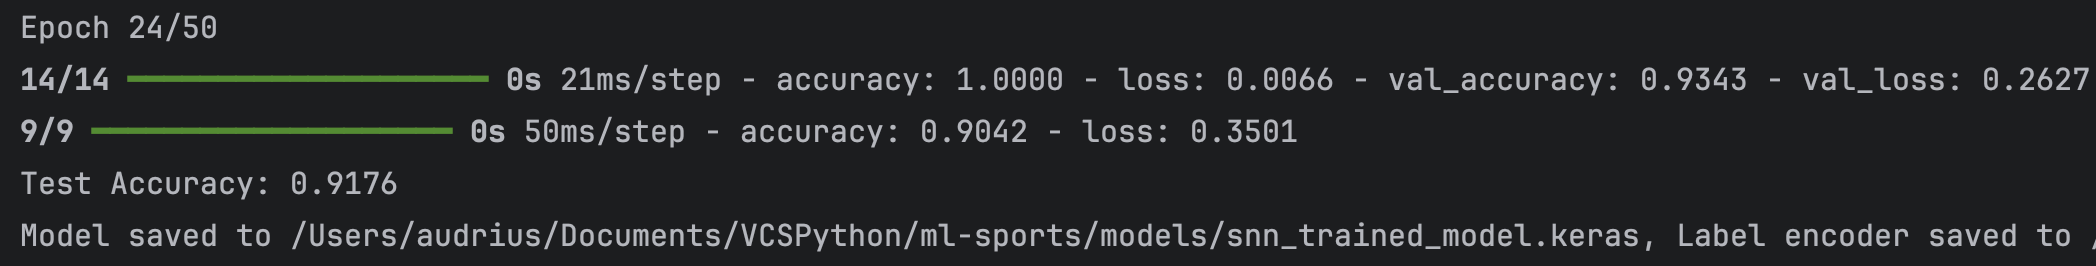 Epoch 24/50
14/14 ━━━━━━━━━━━━━━━━━━━━ 0s 21ms/step - accuracy: 1.0000 - loss: 0.0066 - val_accuracy: 0.9343 - val_loss: 0.2627
9/9 ━━━━━━━━━━━━━━━━━━━━ 0s 50ms/step - accuracy: 0.9042 - loss: 0.3501
Test Accuracy: 0.9176
Model saved to /Users/audrius/Documents/VCSPython/ml-sports/models/snn_trained_model.keras, Label encoder saved to /